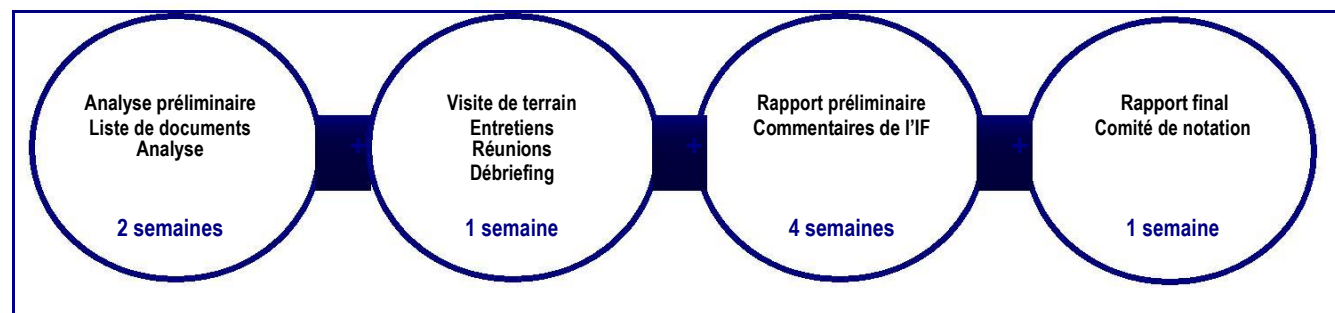 Analyse préliminaire
Liste de documents
Analyse
2 semaines
+
Visite de terrain
Entretiens
Réunions
Débriefing
1 semaine
+
Rapport préliminaire
Commentaires de l'IF
4 semaines
+
Rapport final
Comité de notation
1 semaine